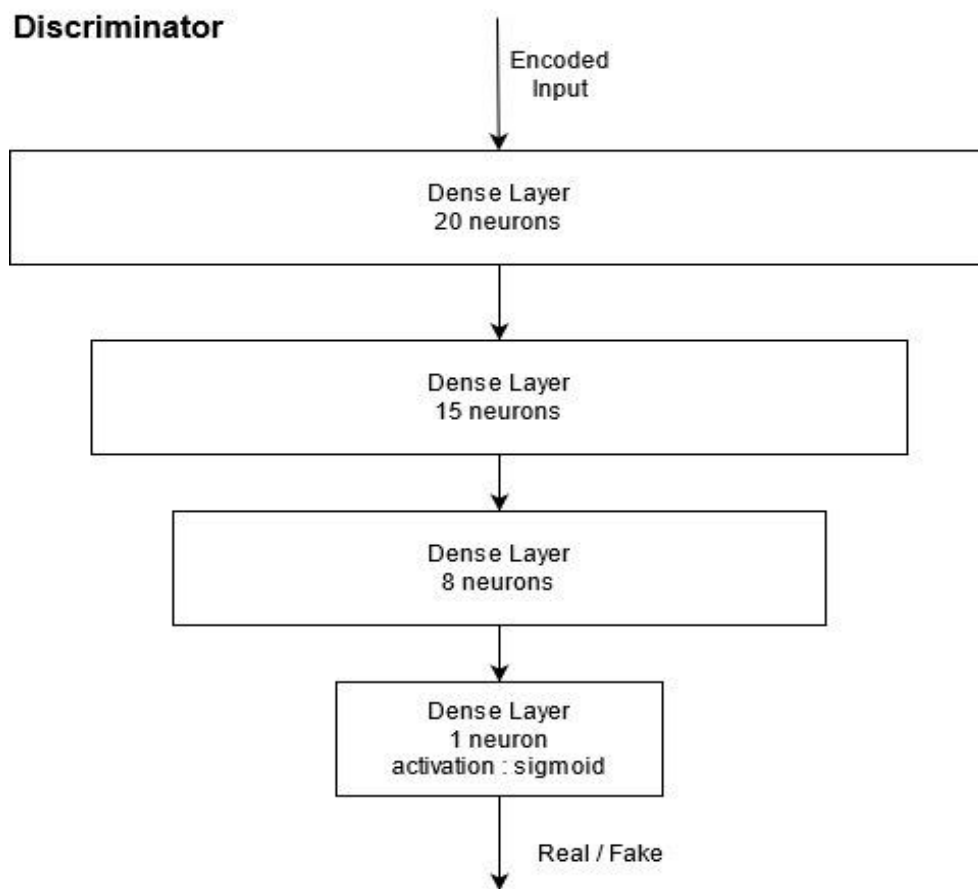 Discriminator
Encoded
Input
Dense Layer
20 neurons
Dense Layer
15 neurons
Dense Layer
8 neurons
Dense Layer
1 neuron
activation : sigmoid
Real / Fake